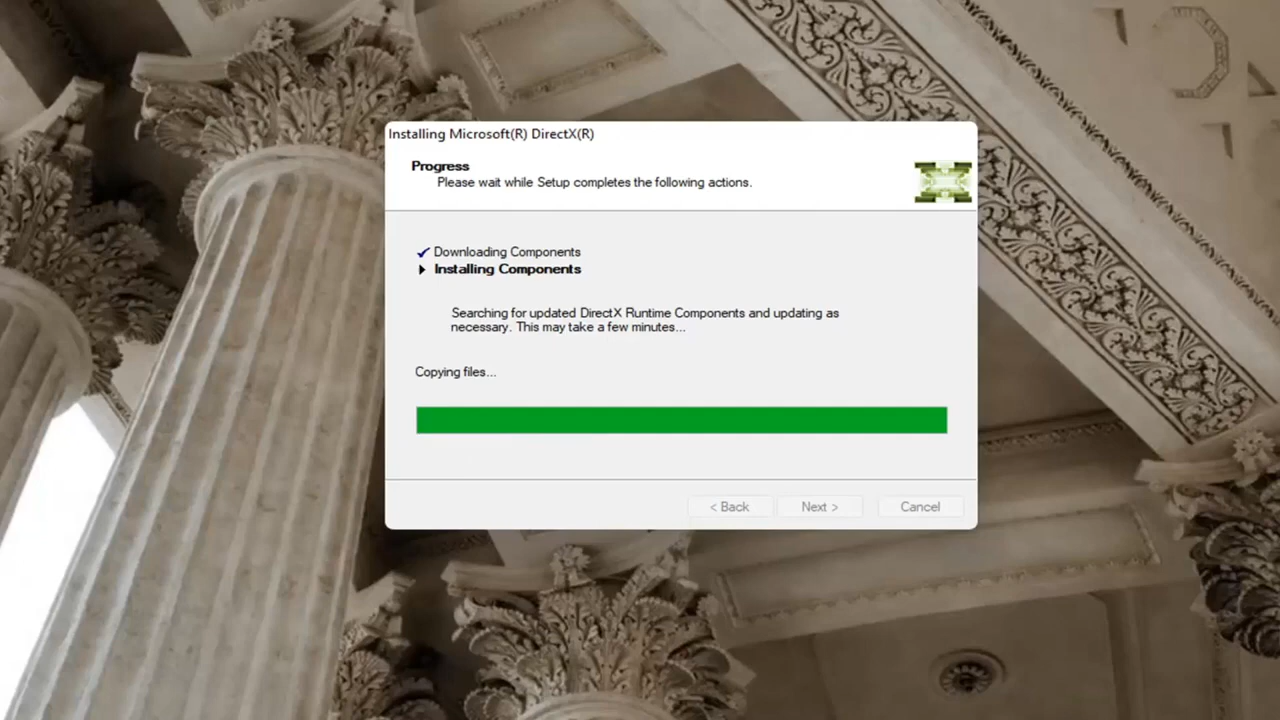 Installing Microsoft(R) DirectX(R)
Progress
Please wait while Setup completes the following actions.
Downloading Components
Installing Components
Searching for updated DirectX Runtime Components and updating as
necessary. This may take a few minutes...
Copying files...
< Back Next > Cancel